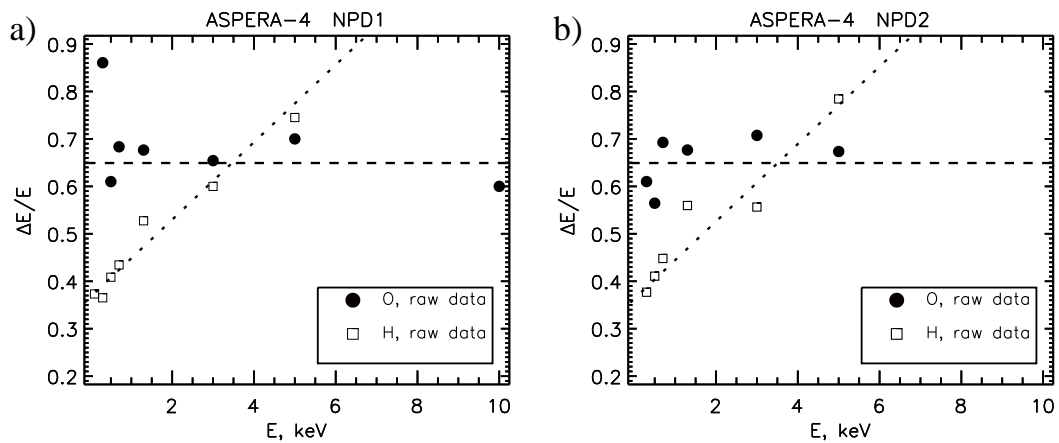 a)
ASPERA-4 NPD1
0.9
0.8
0.7
0.6
0.5
0.4
0.3
0.2
ΔE/E
O, raw data
H, raw data
2 4 6 8 10
E, keV
b)
ASPERA-4 NPD2
0.9
0.8
0.7
0.6
0.5
0.4
0.3
0.2
ΔE/E
O, raw data
H, raw data
2 4 6 8 10
E, keV